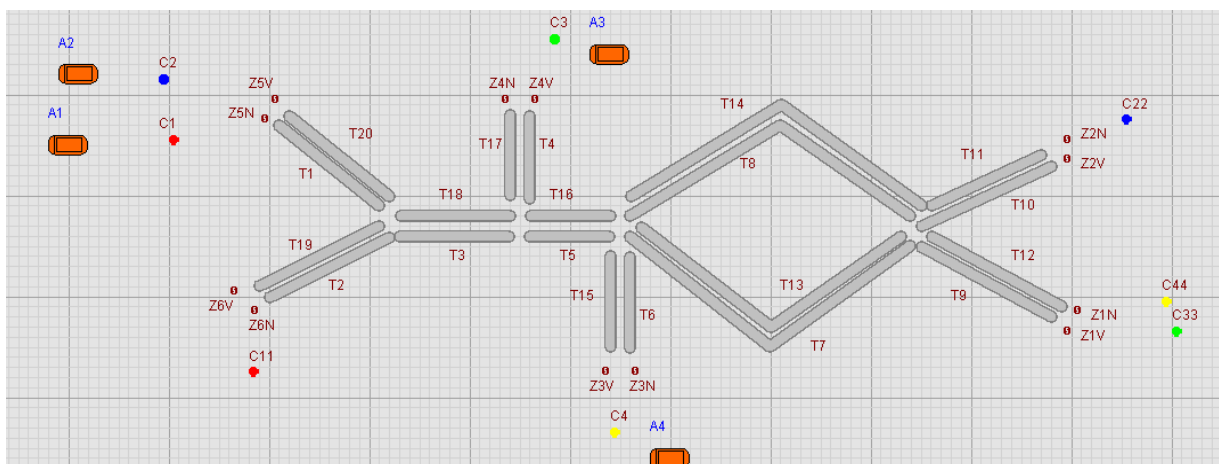 C3
A3
A2
C2
Z5V
Z4N
Z4V
T14
A1
C1
Z5N
T20
T17
T4
T8
T11
Z2N
C22
Z2V
T1
T18
T16
T10
T19
T3
T5
T12
Z6V
T2
T15
T6
T13
T9
C44
Z6N
Z1N
C33
C11
T7
Z1V
Z3V
Z3N
C4
A4